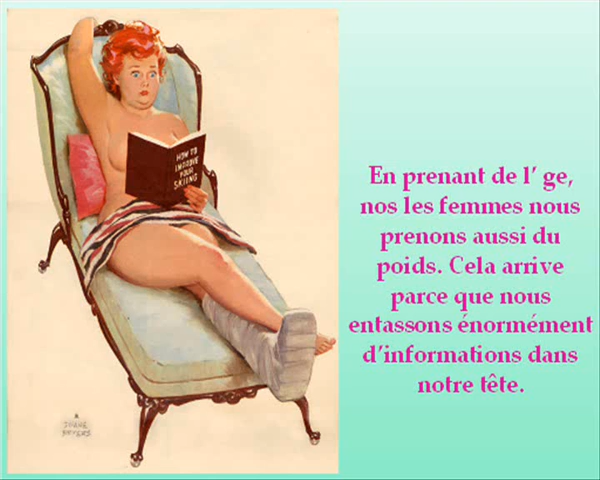 HOW TO
IMPROVE
YOUR
SKIING
En prenant de l' ge,
nos les femmes nous
prenons aussi du
poids. Cela arrive
parce que nous
entassons énormément
d'informations dans
notre tête.